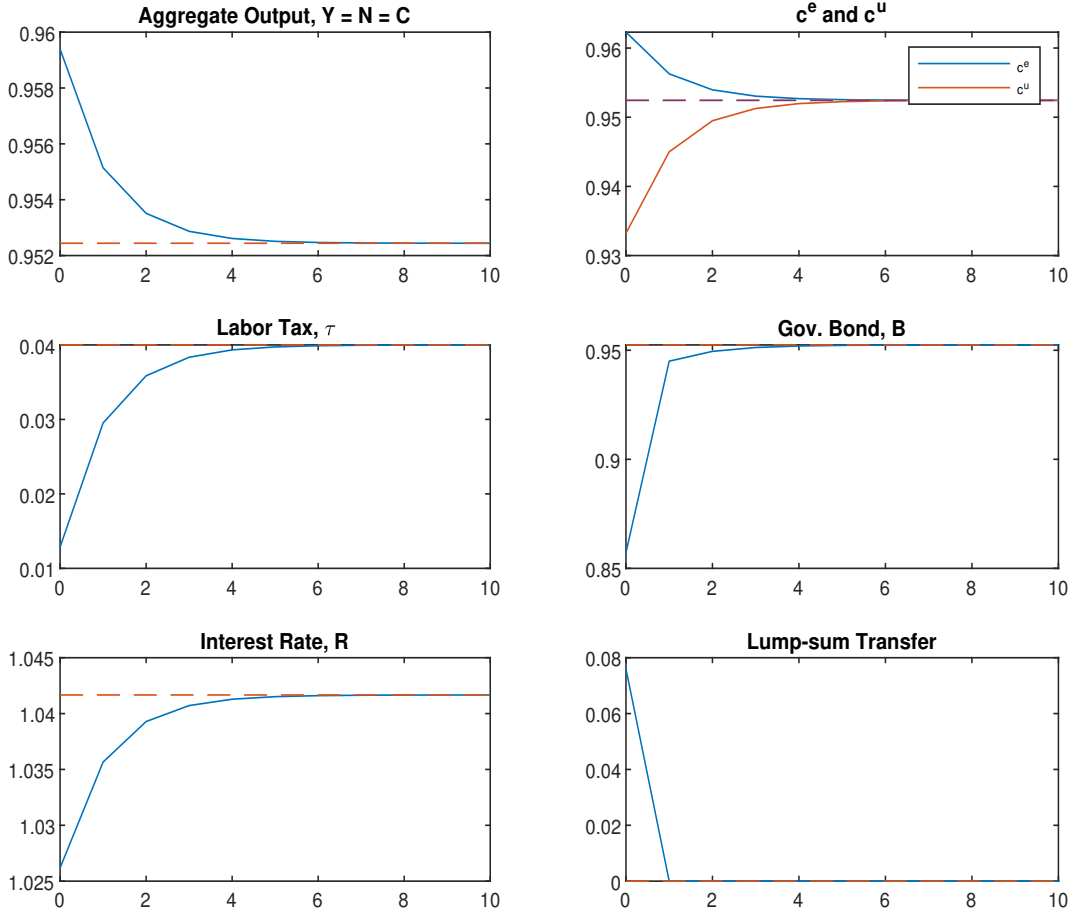 Aggregate Output, Y = N = C
0.96
0.958
0.956
0.954
0.952
0 2 4 6 8 10
c^e and c^u
0.96
0.95
0.94
0.93
c^e
c^u
0 2 4 6 8 10
Labor Tax, τ
0.04
0.03
0.02
0.01
0 2 4 6 8 10
Gov. Bond, B
0.95
0.9
0.85
0 2 4 6 8 10
Interest Rate, R
1.045
1.04
1.035
1.03
1.025
0 2 4 6 8 10
Lump-sum Transfer
0.08
0.06
0.04
0.02
0
0 2 4 6 8 10